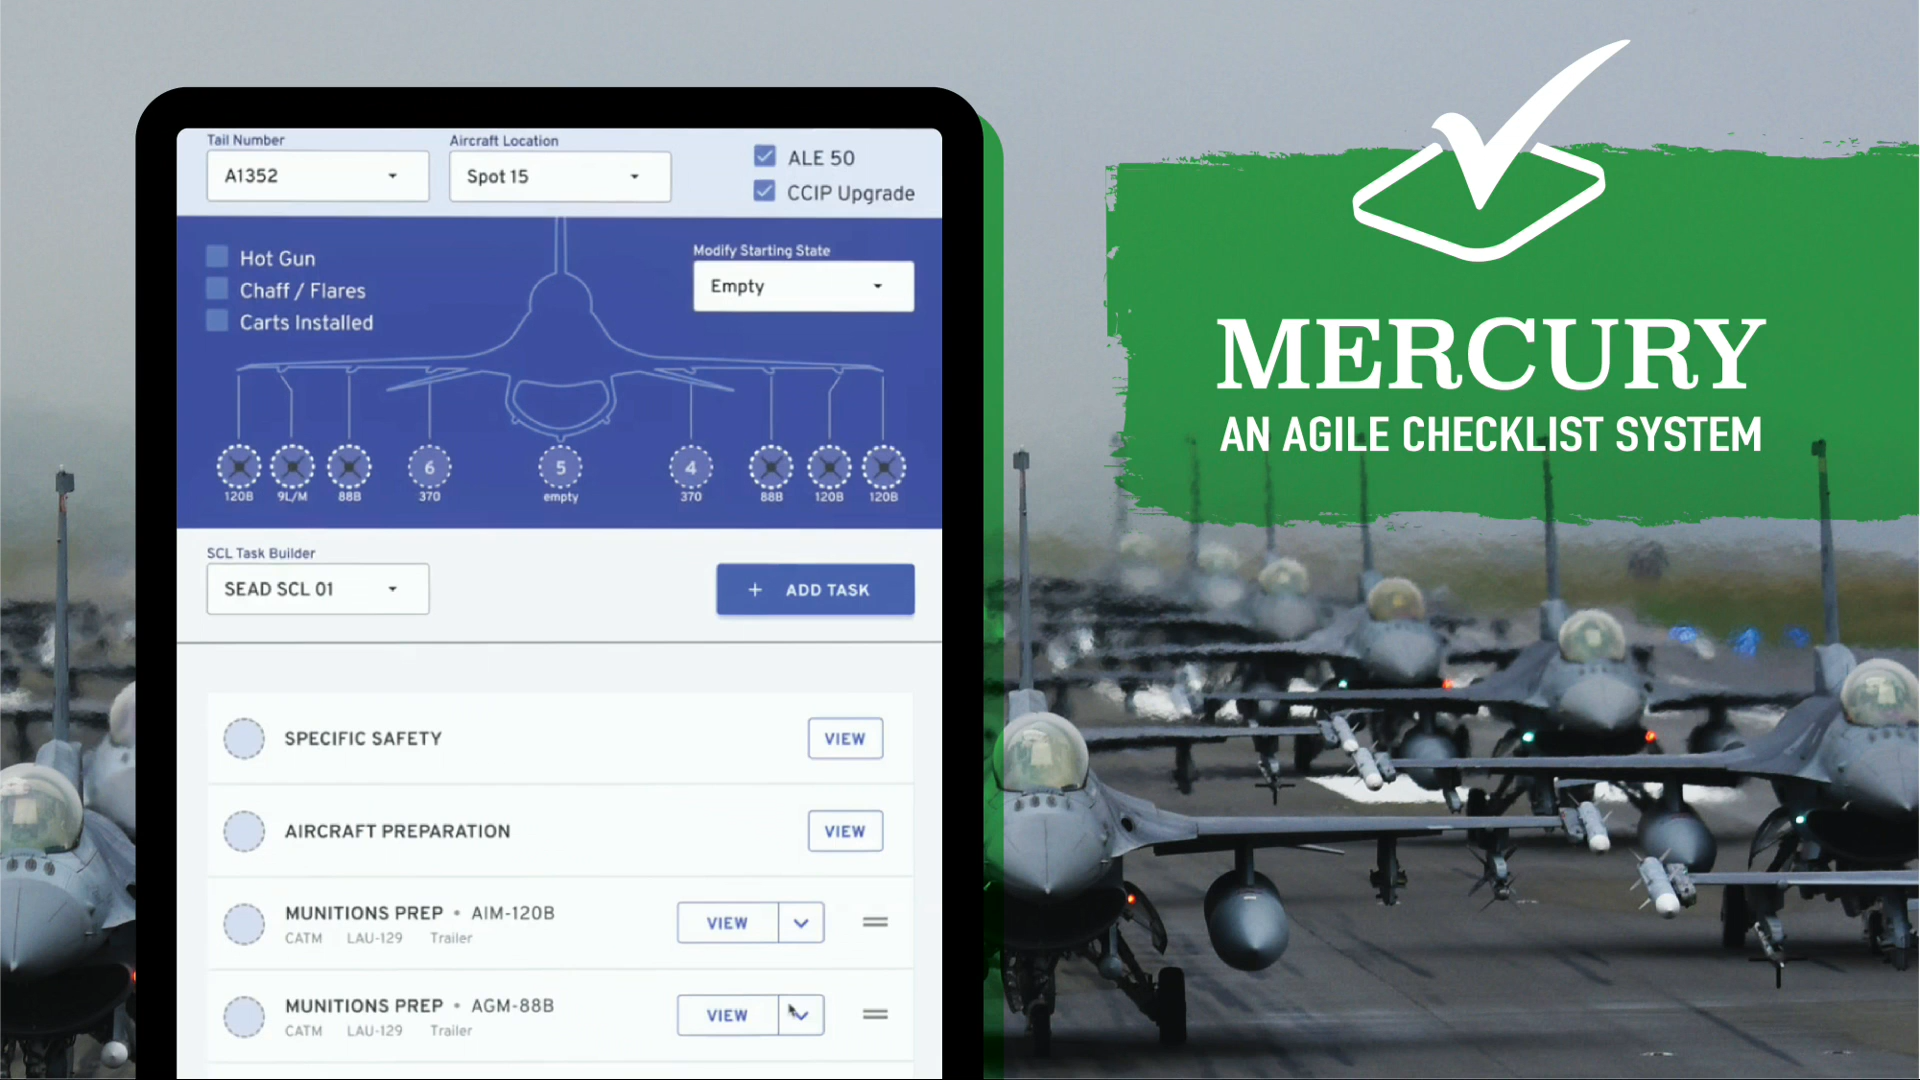 Tail Number
A1352
Aircraft Location
Spot 15
ALE 50
CCIP Upgrade
Hot Gun
Chaff / Flares
Carts Installed
Modify Starting State
Empty
6
5
4
120B 9L/M 88B 370 empty 370 88B 120B 120B
SCL Task Builder
SEAD SCL 01
+ ADD TASK
SPECIFIC SAFETY
VIEW
AIRCRAFT PREPARATION
VIEW
MUNITIONS PREP • AIM-120B
CATM LAU-129 Trailer
VIEW
MUNITIONS PREP • AGM-88B
CATM LAU-129 Trailer
VIEW
MERCURY
AN AGILE CHECKLIST SYSTEM